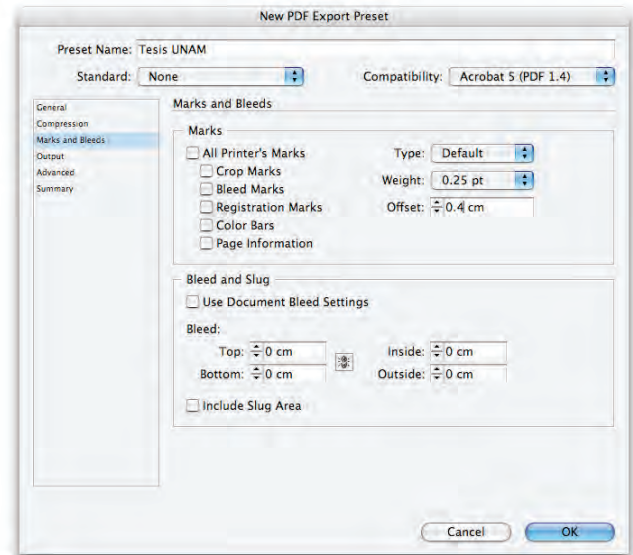 New PDF Export Preset
Preset Name: Tesis UNAM
Standard: None Compatibility: Acrobat 5 (PDF 1.4)
General
Compression
Marks and Bleeds
Output
Advanced
Summary
Marks and Bleeds
Marks
All Printer's Marks
Crop Marks
Bleed Marks
Registration Marks
Color Bars
Page Information
Type: Default
Weight: 0.25 pt
Offset: 0.4 cm
Bleed and Slug
Use Document Bleed Settings
Bleed:
Top: 0 cm Inside: 0 cm
Bottom: 0 cm Outside: 0 cm
Include Slug Area
Cancel OK